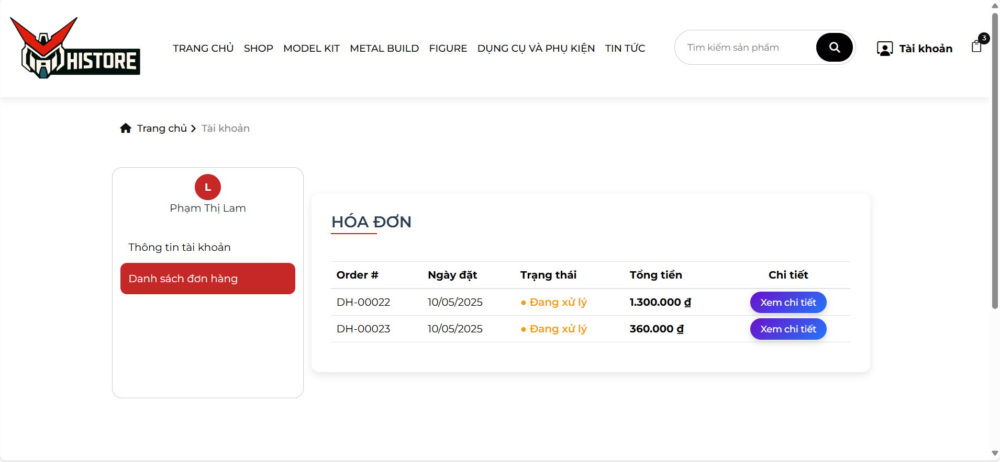 HISTORE
TRANG CHỦ SHOP MODEL KIT METAL BUILD FIGURE DỤNG CỤ VÀ PHỤ KIỆN TIN TỨC
Tìm kiếm sản phẩm
Tài khoản
3
Trang chủ Tài khoản
L
Phạm Thị Lam
Thông tin tài khoản
Danh sách đơn hàng
HÓA ĐƠN
Order # Ngày đặt Trạng thái Tổng tiền Chi tiết
DH-00022 10/05/2025 ● Đang xử lý 1.300.000 ₫ Xem chi tiết
DH-00023 10/05/2025 ● Đang xử lý 360.000 ₫ Xem chi tiết